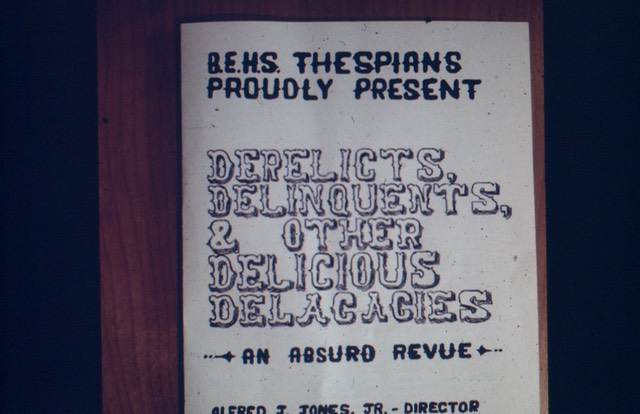 B.E.H.S. THESPIANS
PROUDLY PRESENT
DERELICTS,
DELINQUENTS,
& OTHER
DELICIOUS
DELACACIES
AN ABSURD REVUE
ALFRED J. JONES, JR. - DIRECTOR